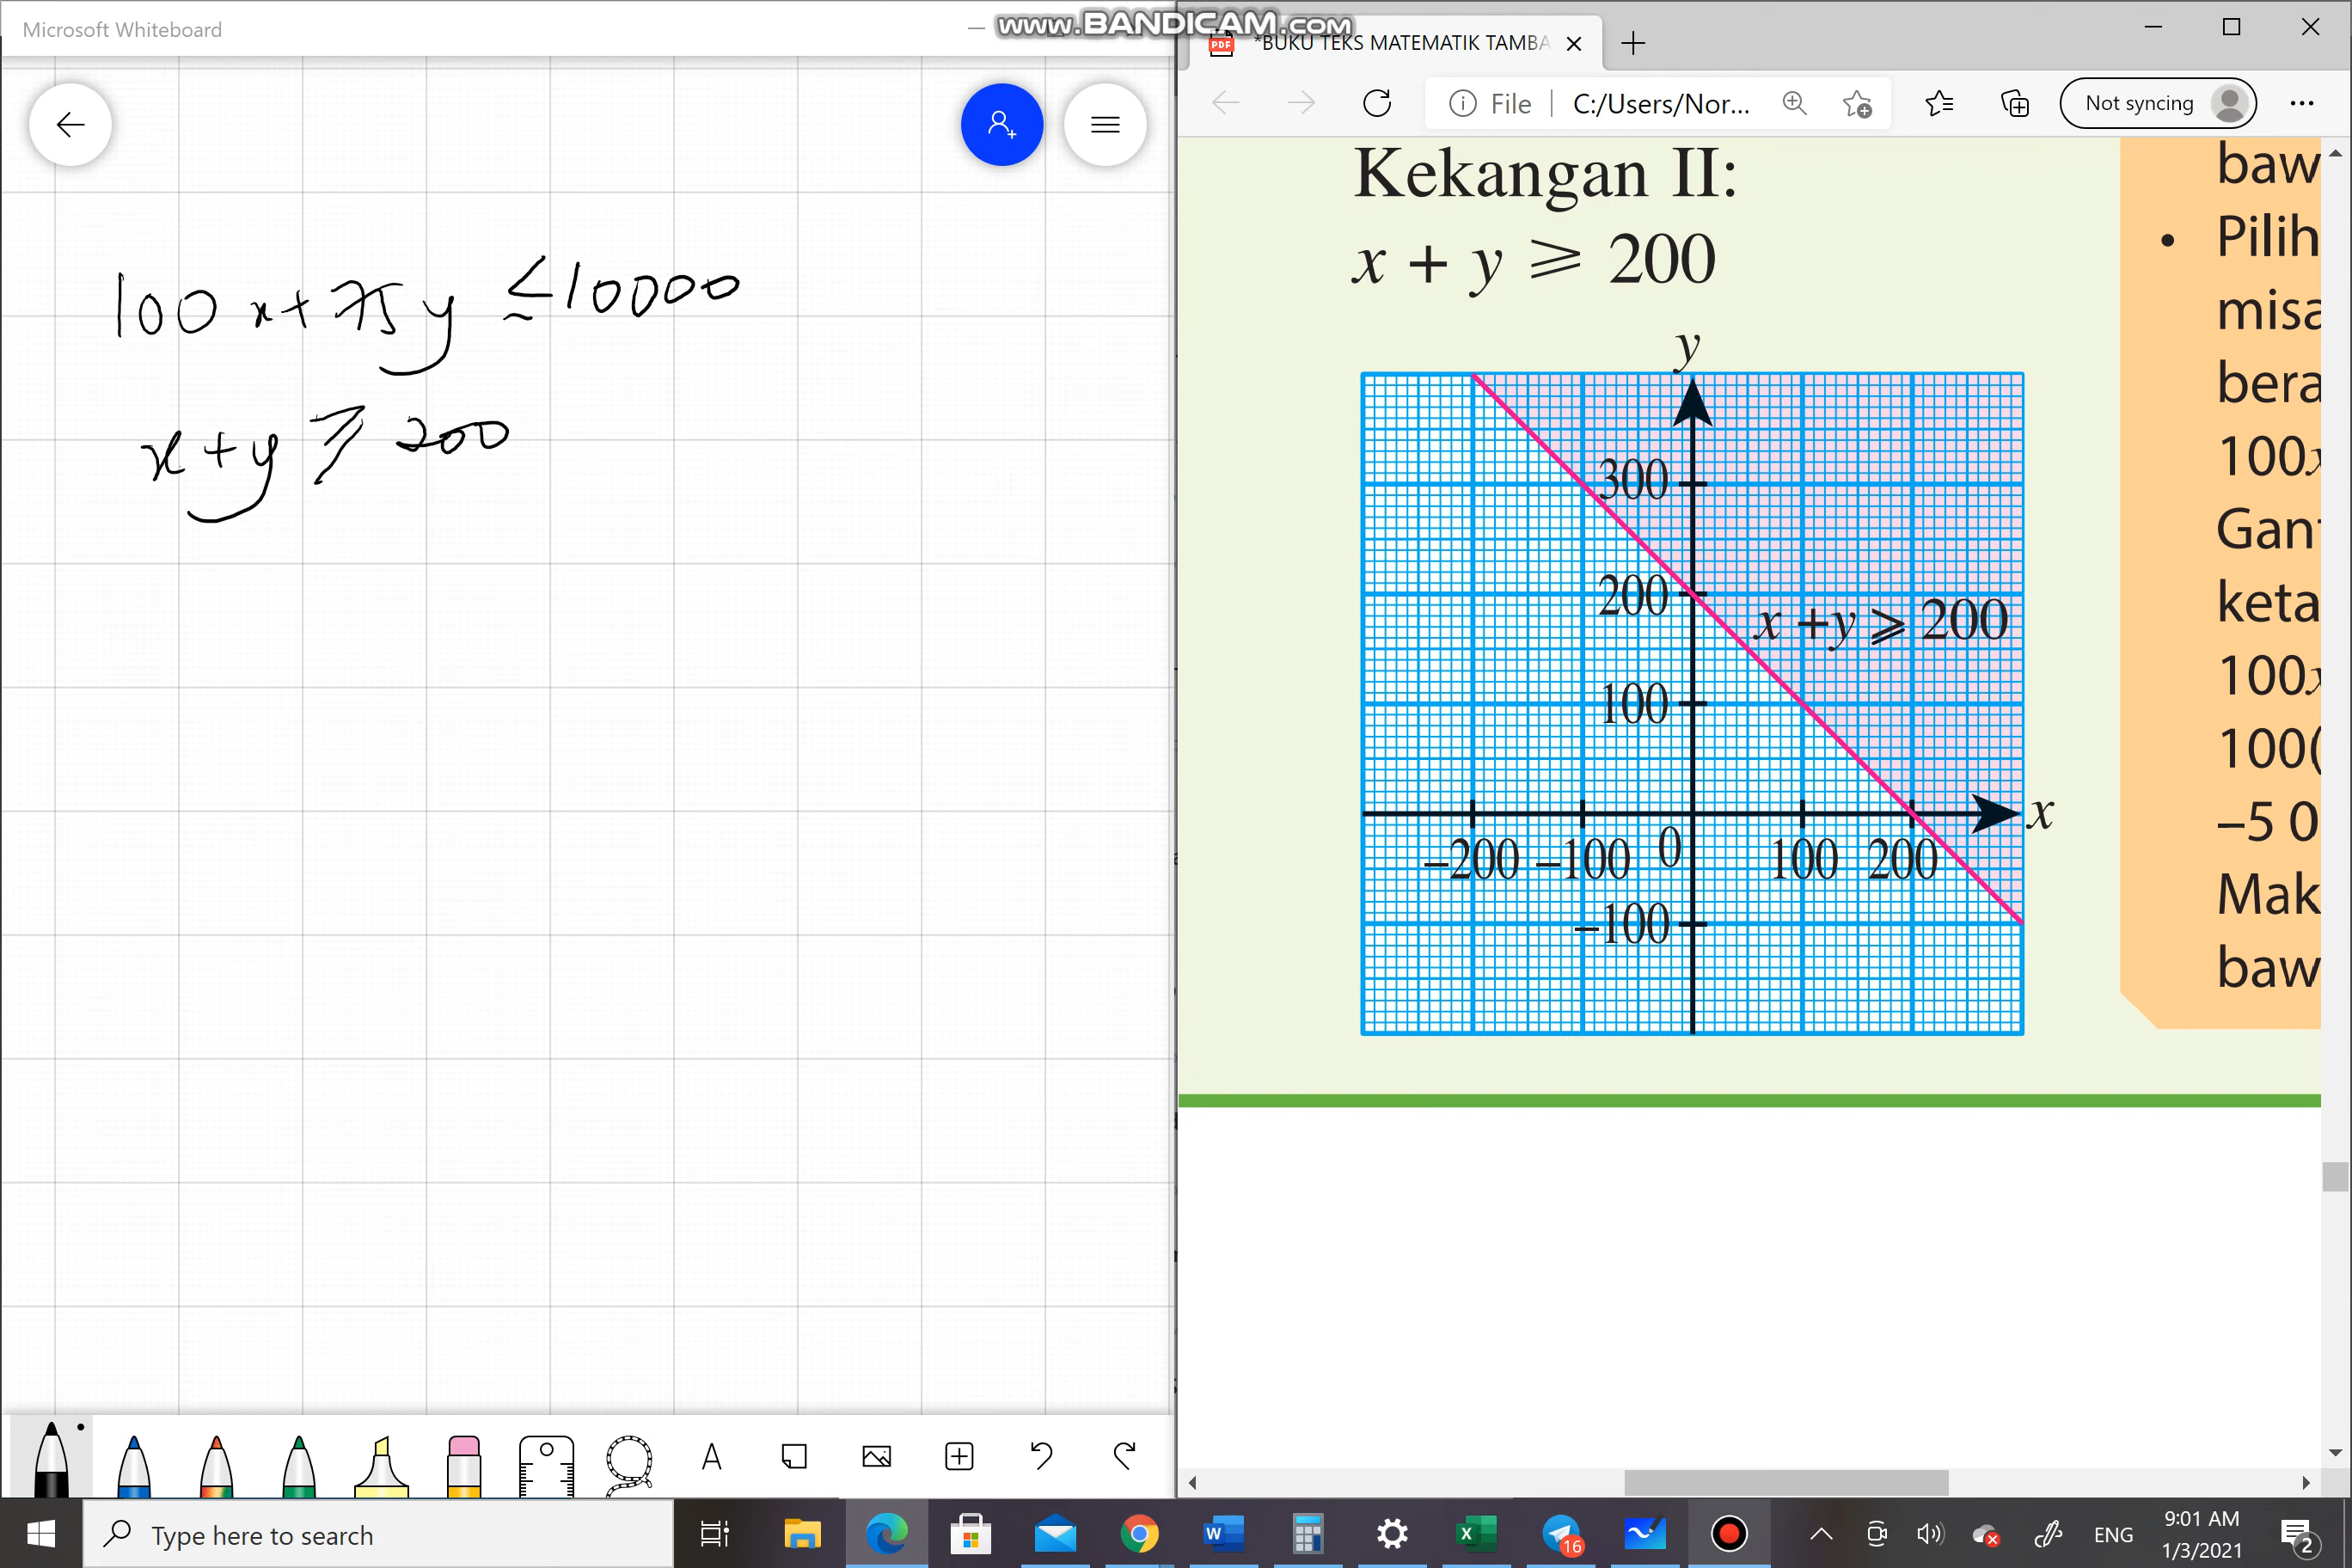 Microsoft Whiteboard
www.BANDICAM.com
100x + 75y ≤ 10000
x + y ⩾ 200
*BUKU TEKS MATEMATIK TAMBA
File
C:/Users/Nor...
Not syncing
Kekangan II:
x + y ⩾ 200
y
300
200
x + y ⩾ 200
100
x
–200 –100 0 100 200
–100
baw
• Pilih
misa
bera
100x
Gan
keta
100x
100(
–5 0
Mak
baw
A
Type here to search
16
ENG
9:01 AM
1/3/2021
2